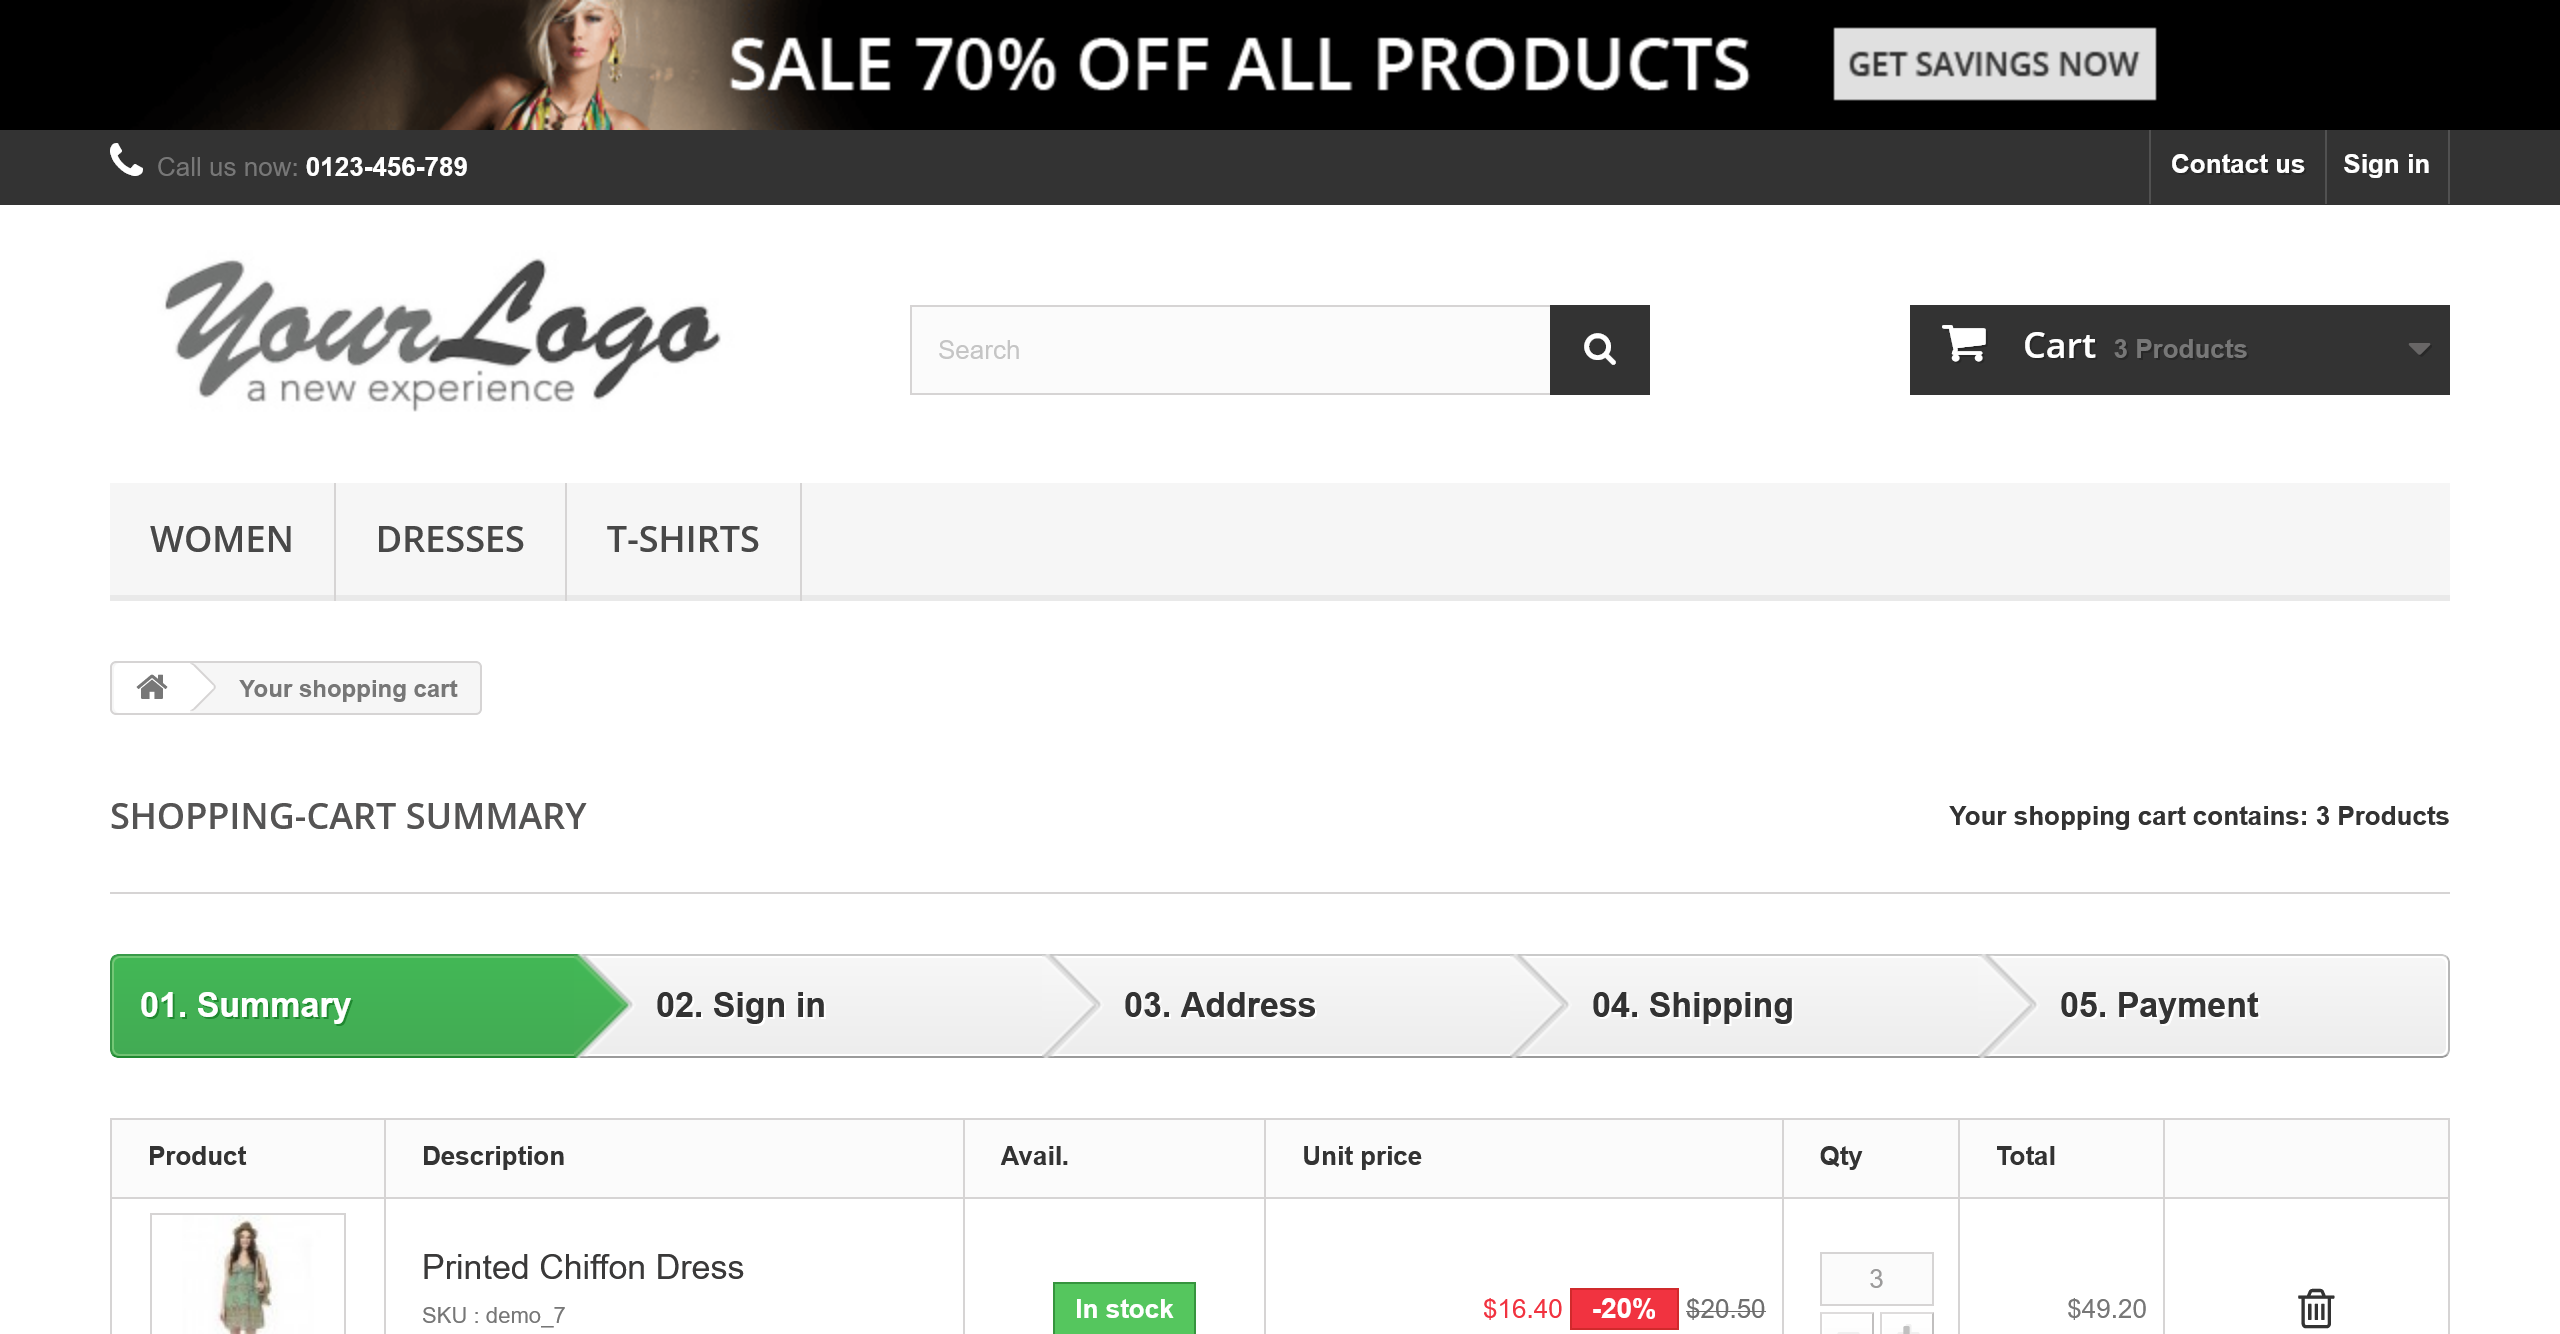 SALE 70% OFF ALL PRODUCTS GET SAVINGS NOW
Call us now: 0123-456-789 Contact us Sign in
YourLogo
a new experience
Search
Cart 3 Products
WOMEN DRESSES T-SHIRTS
Your shopping cart
SHOPPING-CART SUMMARY Your shopping cart contains: 3 Products
01. Summary 02. Sign in 03. Address 04. Shipping 05. Payment
Product Description Avail. Unit price Qty Total
Printed Chiffon Dress
3
SKU : demo_7 In stock $16.40 -20% $20.50 $49.20